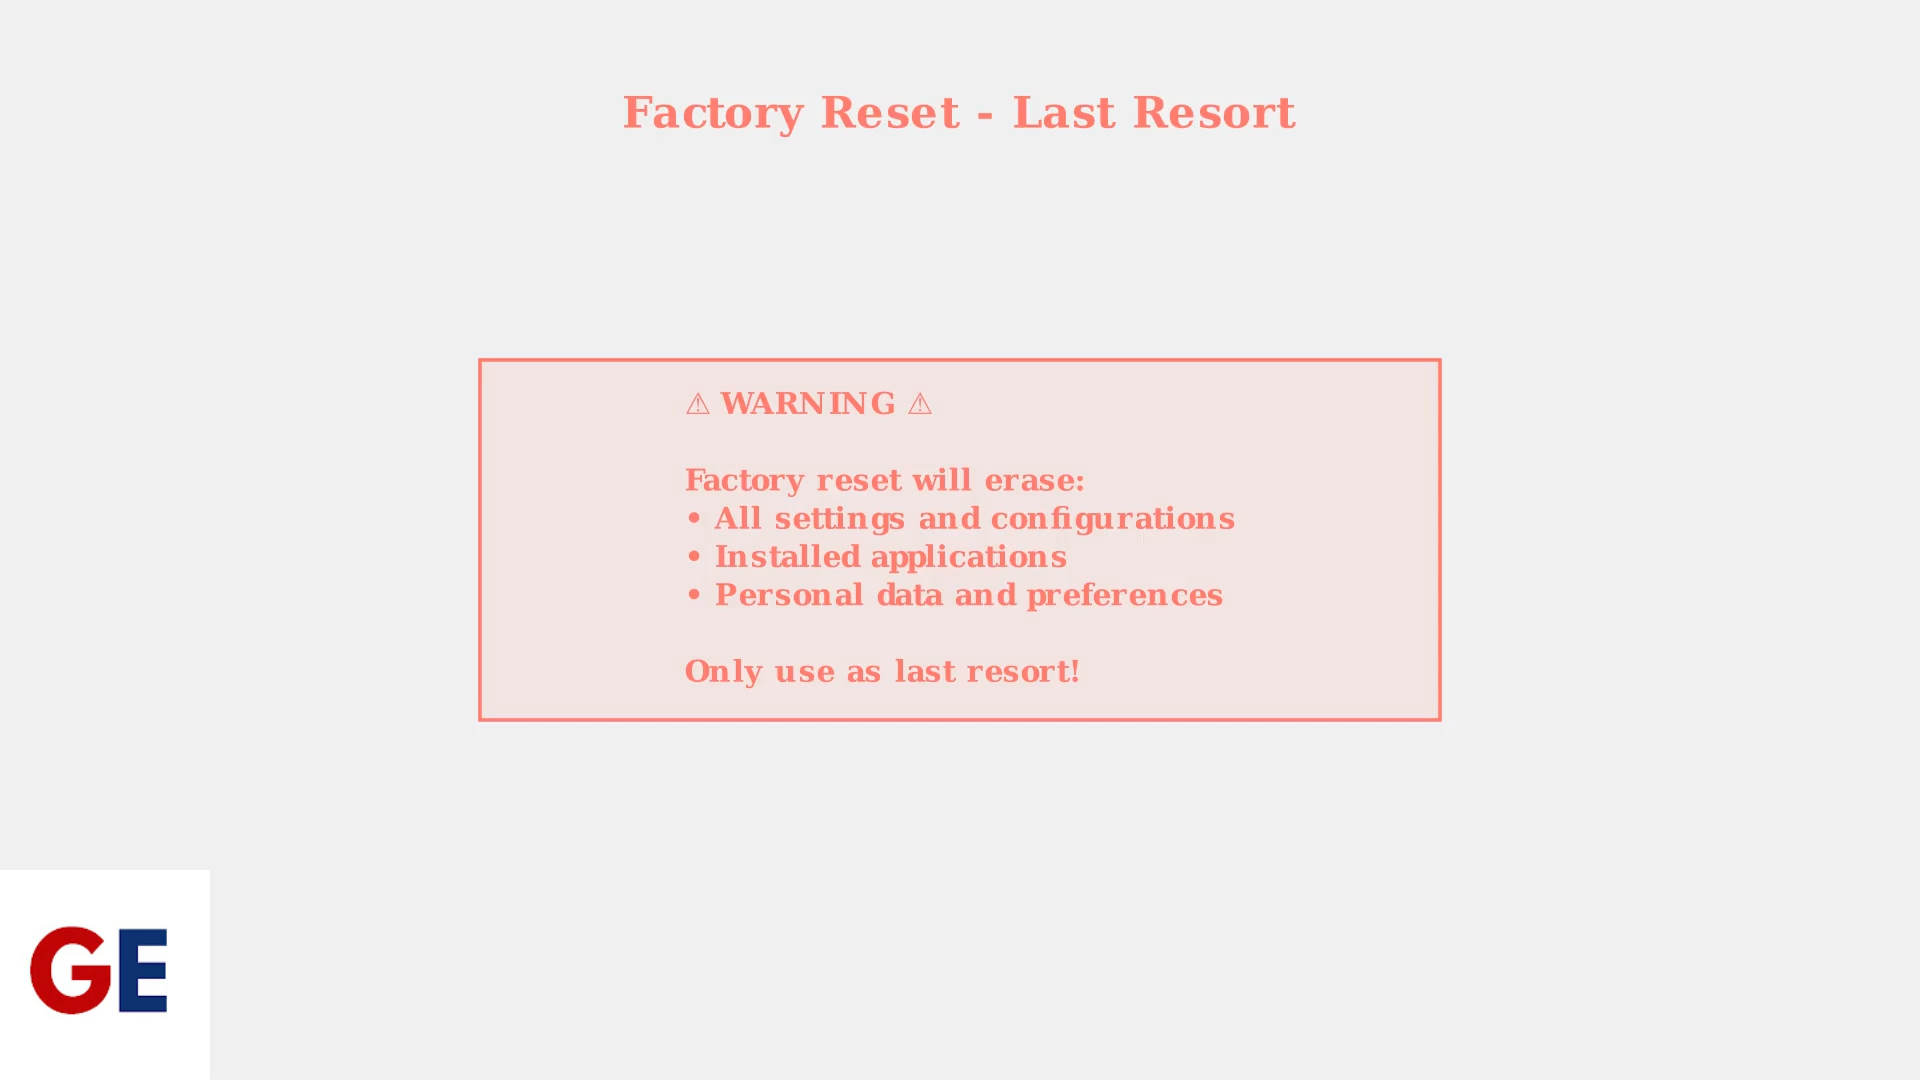 Factory Reset - Last Resort
⚠ WARNING ⚠
Factory reset will erase:
• All settings and configurations
• Installed applications
• Personal data and preferences
Only use as last resort!
GE